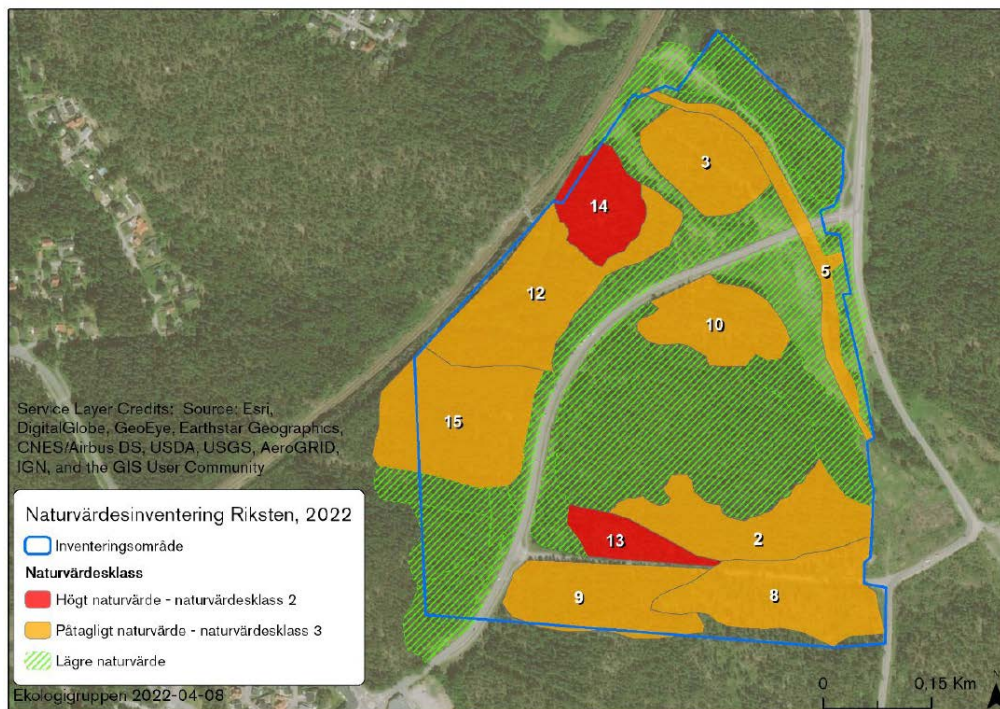 14
3
12
5
10
15
13
2
9
8
Service Layer Credits: Source: Esri,
DigitalGlobe, GeoEye, Earthstar Geographics,
CNES/Airbus DS, USDA, USGS, AeroGRID,
IGN, and the GIS User Community
Naturvärdesinventering Riksten, 2022
Inventeringsområde
Naturvärdesklass
Högt naturvärde - naturvärdesklass 2
Påtagligt naturvärde - naturvärdesklass 3
Lägre naturvärde
Ekologigruppen 2022-04-08
0 0,15 Km